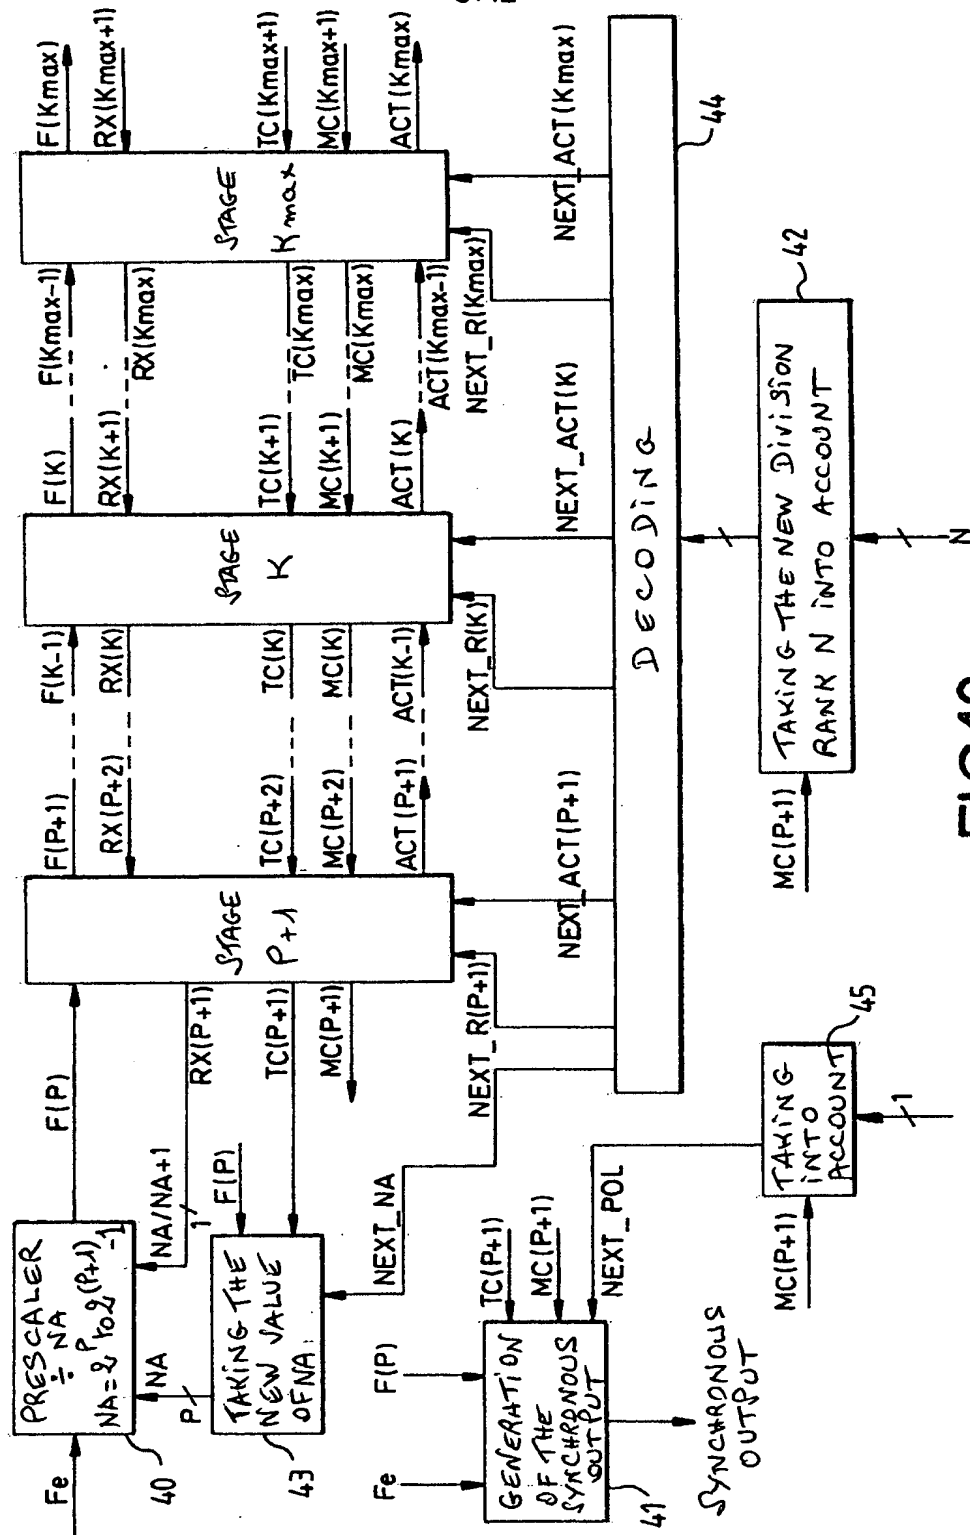 Fe
PRESCALER
÷ NA
NA=2^P to 2^(P+1)-1
40
F(P)
NA/NA+1
1
NA
P
TAKING THE
NEW VALUE
OF NA
43
F(P)
RX(P+1)
TC(P+1)
MC(P+1)
STAGE
P+1
F(P+1)
RX(P+2)
TC(P+2)
MC(P+2)
ACT(P+1)
F(K-1)
RX(K)
TC(K)
MC(K)
ACT(K-1)
STAGE
K
F(K)
RX(K+1)
TC(K+1)
MC(K+1)
ACT(K)
F(Kmax-1)
RX(Kmax)
TC(Kmax)
MC(Kmax)
ACT(Kmax-1)
STAGE
Kmax
F(Kmax)
RX(Kmax+1)
TC(Kmax+1)
MC(Kmax+1)
ACT(Kmax)
NEXT_NA
NEXT_R(P+1)
NEXT_ACT(P+1)
NEXT_R(K)
NEXT_ACT(K)
NEXT_R(Kmax)
NEXT_ACT(Kmax)
DECODING
44
Fe
F(P)
TC(P+1)
MC(P+1)
NEXT_POL
GENERATION
OF THE
SYNCHRONOUS
OUTPUT
41
SYNCHRONOUS
OUTPUT
MC(P+1)
TAKING
INTO
ACCOUNT
45
1
MC(P+1)
TAKING THE NEW DIVISION
RANK N INTO ACCOUNT
42
N